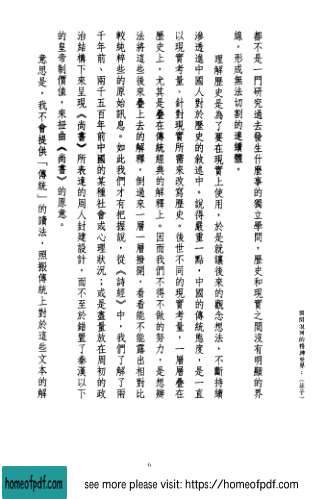 都不是一門研究過去發生什麼事的獨立學問，歷史和現實之間沒有明顯的界
線，形成無法切割的連續體。
理解歷史是為了要在現實上使用，於是就讓後來的觀念想法，不斷持續
滲透進中國人對於歷史的敘述中。說得嚴重一點，中國的傳統態度，是一直
以現實考量、針對現實所需來改寫歷史。後世不同的現實考量，一層層疊在
歷史上，尤其是疊在傳統經典的解釋上。因而我們不得不做的努力，是想辦
法將這些後來疊上去的解釋，倒過來一層一層撥開，看看能不能露出相對比
較純粹些的原始訊息。如此我們才有把握說，從《詩經》中，我們了解了兩
千年前、兩千五百年前中國的某種社會或心理狀況；或是盡量放在周初的政
治結構下來呈現《尚書》所表達的周人封建設計，而不至於錯置了秦漢以下
的皇帝制價值，來扭曲《尚書》的原意。
意思是，我不會提供「傳統」的讀法，照搬傳統上對於這些文本的解
6
homeofpdf.com
see more please visit: https://homeofpdf.com
homeofpdf.com